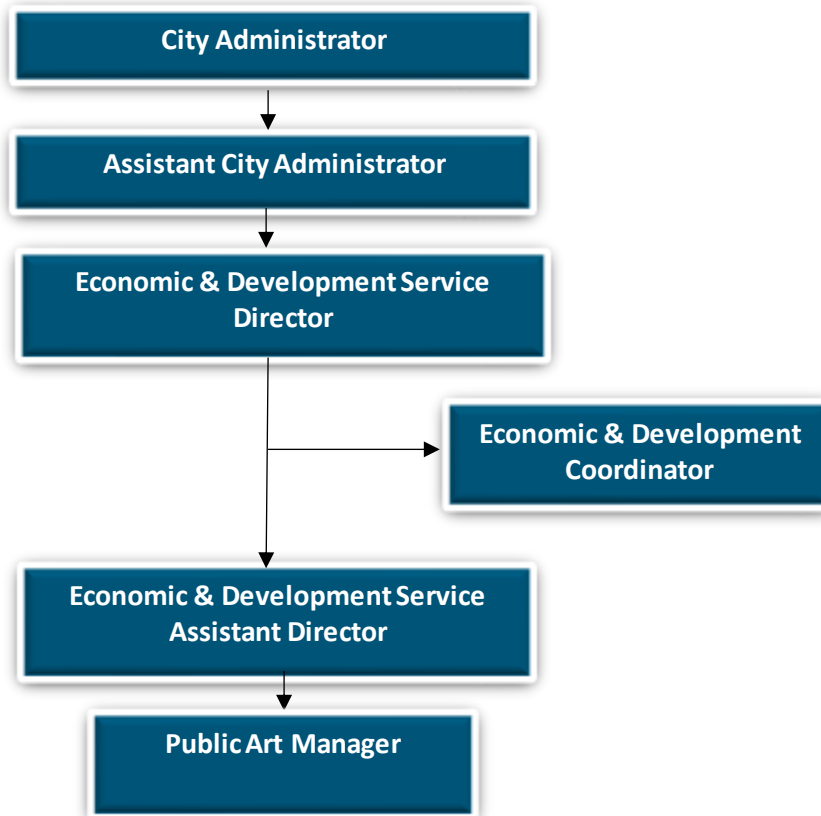 City Administrator
Assistant City Administrator
Economic & Development Service
Director
Economic & Development
Coordinator
Economic & Development Service
Assistant Director
Public Art Manager